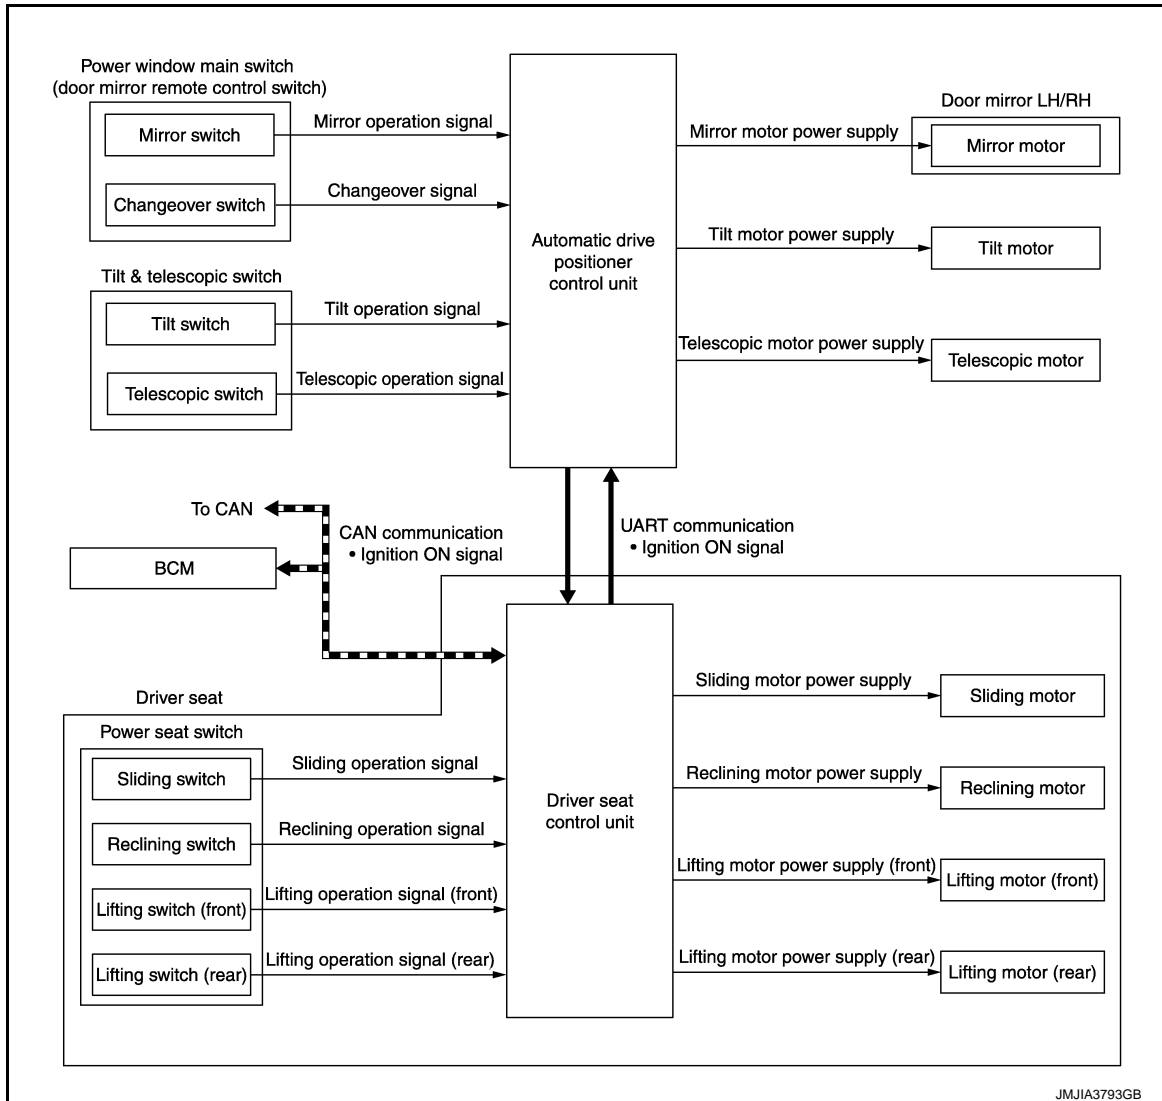 Power window main switch
(door mirror remote control switch)
Mirror switch
Mirror operation signal
Changeover switch
Changeover signal
Tilt & telescopic switch
Tilt switch
Tilt operation signal
Telescopic switch
Telescopic operation signal
Automatic drive
positioner
control unit
Mirror motor power supply
Door mirror LH/RH
Mirror motor
Tilt motor power supply
Tilt motor
Telescopic motor power supply
Telescopic motor
To CAN
BCM
CAN communication
• Ignition ON signal
UART communication
• Ignition ON signal
Driver seat
Power seat switch
Sliding switch
Sliding operation signal
Reclining switch
Reclining operation signal
Lifting switch (front)
Lifting operation signal (front)
Lifting switch (rear)
Lifting operation signal (rear)
Driver seat
control unit
Sliding motor power supply
Sliding motor
Reclining motor power supply
Reclining motor
Lifting motor power supply (front)
Lifting motor (front)
Lifting motor power supply (rear)
Lifting motor (rear)
JMJIA3793GB